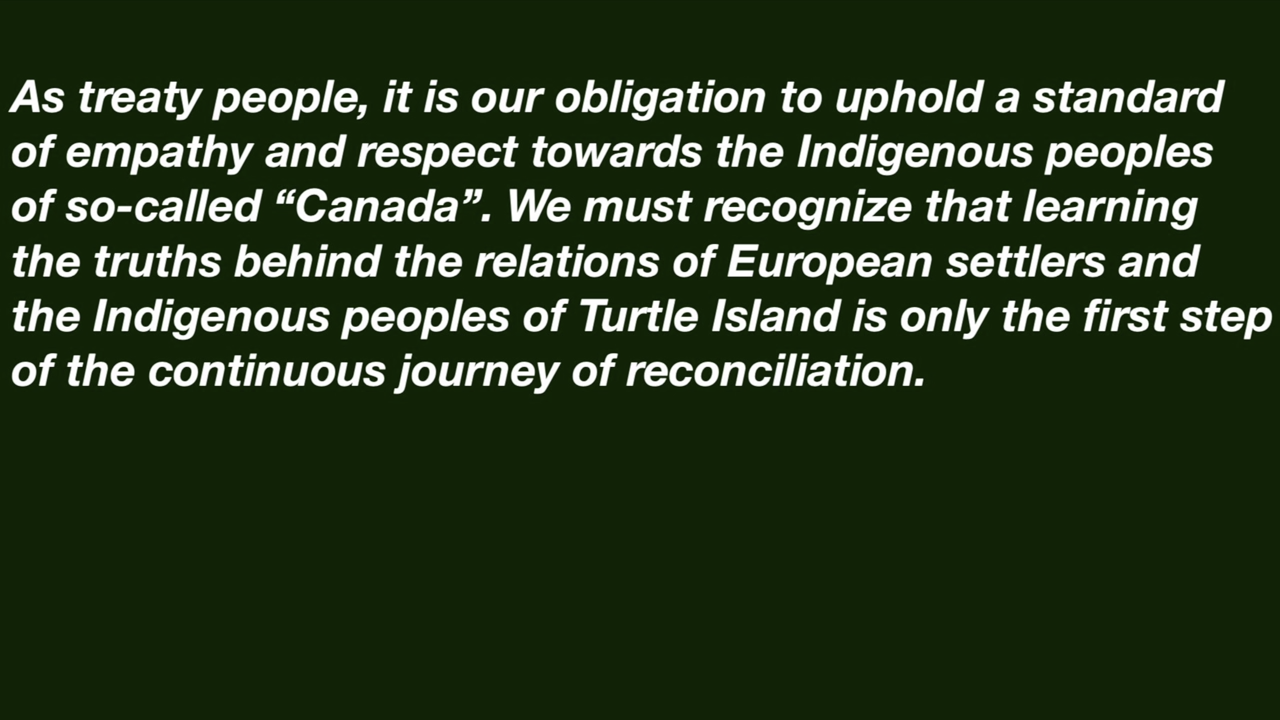 As treaty people, it is our obligation to uphold a standard
of empathy and respect towards the Indigenous peoples
of so-called “Canada”. We must recognize that learning
the truths behind the relations of European settlers and
the Indigenous peoples of Turtle Island is only the first step
of the continuous journey of reconciliation.